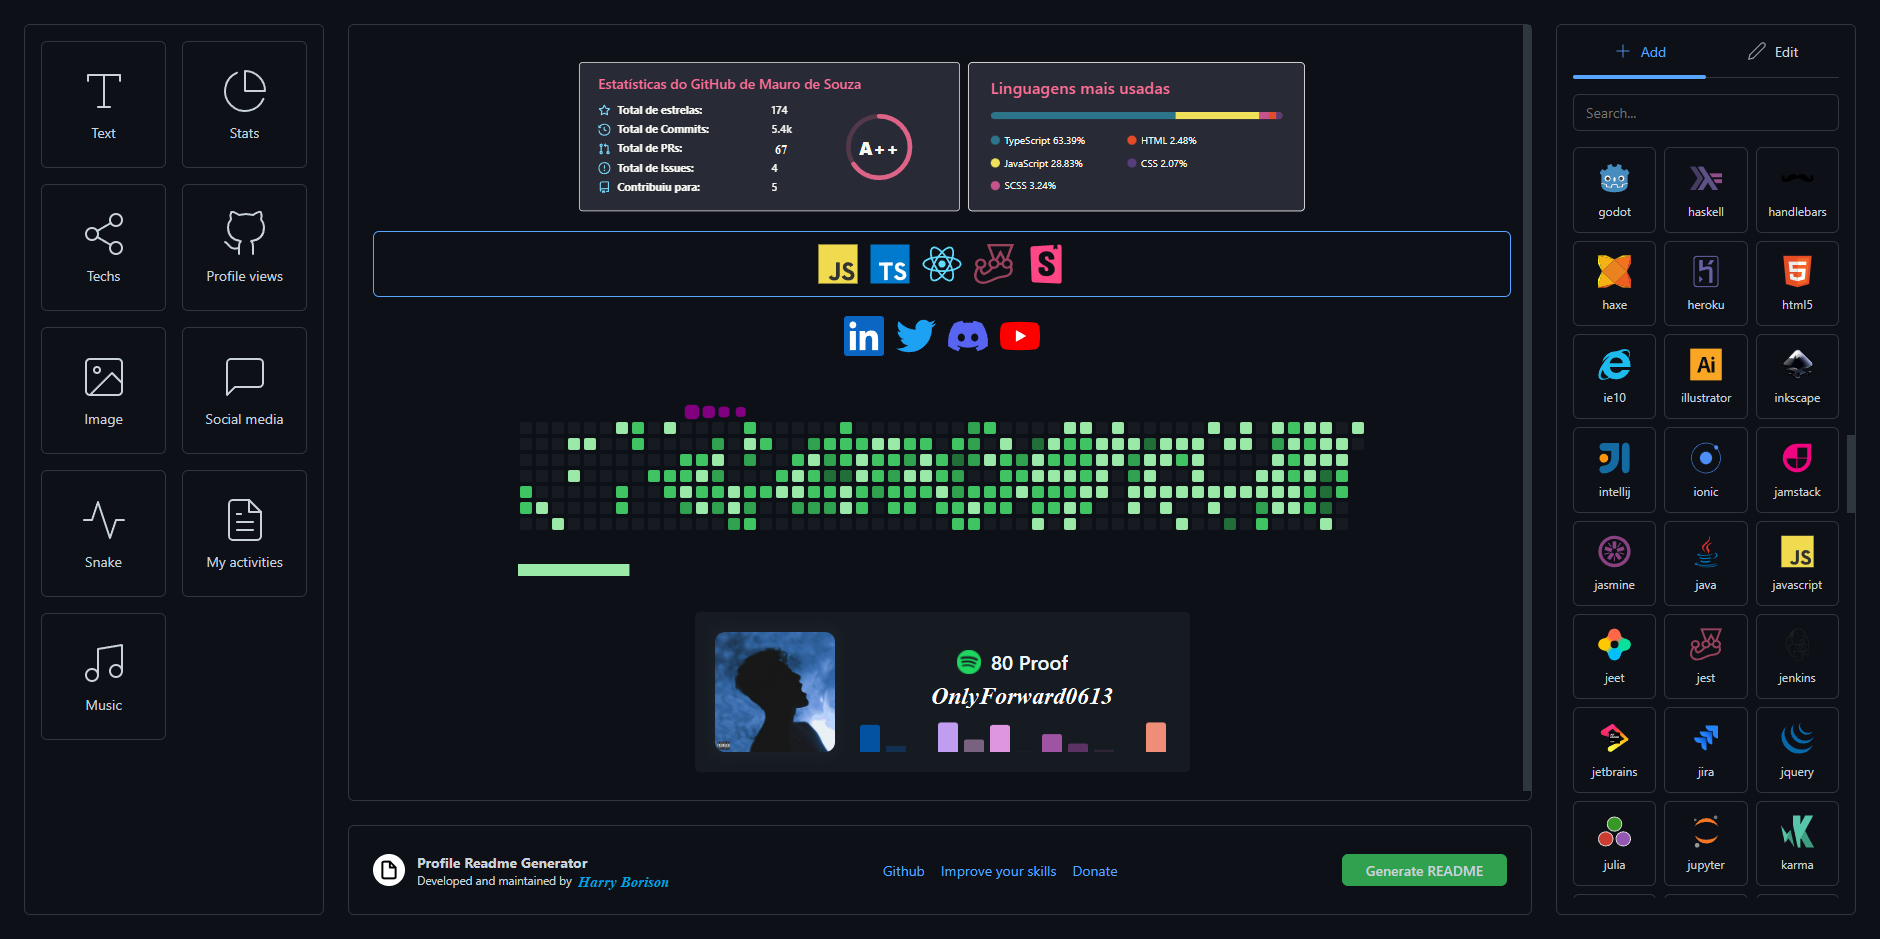 Text
Stats
Techs
Profile views
Image
Social media
Snake
My activities
Music
Estatísticas do GitHub de Mauro de Souza
Total de estrelas: 174
Total de Commits: 5.4k
Total de PRs: 67
Total de Issues: 4
Contribuiu para: 5
A++
Linguagens mais usadas
TypeScript 63.39%
HTML 2.48%
JavaScript 28.83%
CSS 2.07%
SCSS 3.24%
JS
TS
S
in
80 Proof
OnlyForward0613
Profile Readme Generator
Developed and maintained by Harry Borison
Github
Improve your skills
Donate
Generate README
Add
Edit
Search...
godot
haskell
handlebars
haxe
heroku
html5
ie10
Ai
illustrator
inkscape
intellij
ionic
jamstack
jasmine
java
JS
javascript
jeet
jest
jenkins
jetbrains
jira
jquery
julia
jupyter
karma